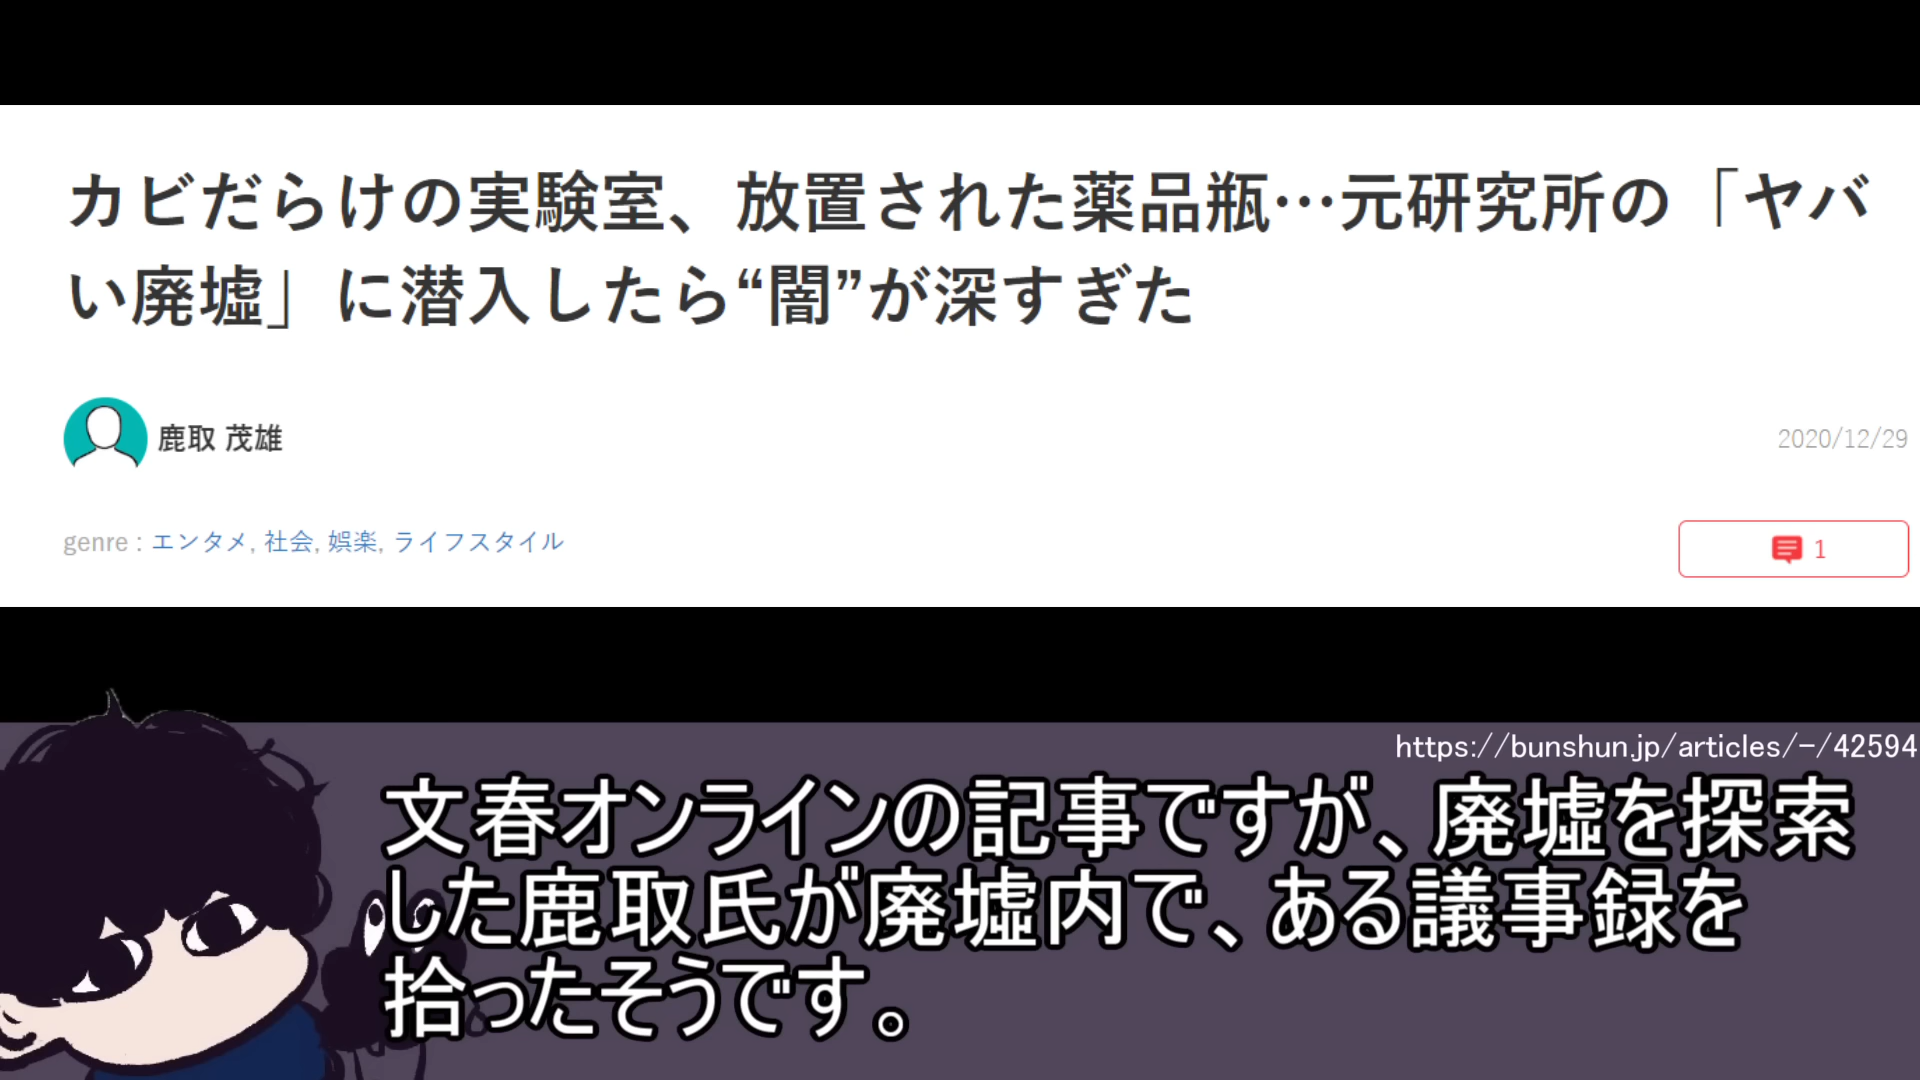 カビだらけの実験室、放置された薬品瓶…元研究所の「ヤバ
い廃墟」に潜入したら“闇”が深すぎた
鹿取 茂雄
2020/12/29
genre : エンタメ, 社会, 娯楽, ライフスタイル
1
https://bunshun.jp/articles/-/42594
文春オンラインの記事ですが、廃墟を探索
した鹿取氏が廃墟内で、ある議事録を
拾ったそうです。